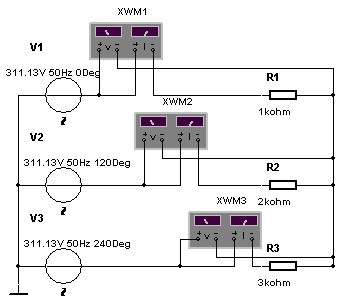 XWM1
V1
+ V - + I -
311.13V 50Hz 0Deg
R1
1kohm
XWM2
V2
+ V - + I -
311.13V 50Hz 120Deg
R2
2kohm
XWM3
V3
+ V - + I -
311.13V 50Hz 240Deg
R3
3kohm